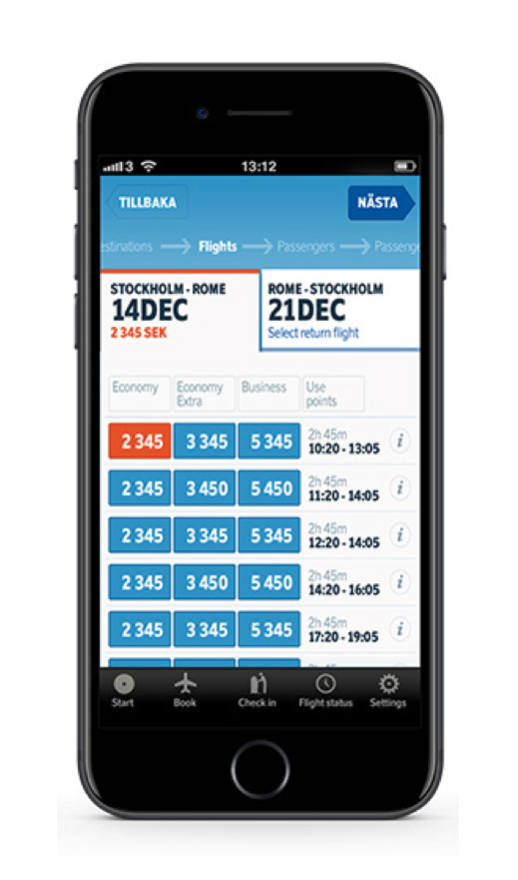 3
13:12
TILLBAKA
NÄSTA
stinations → Flights → Passengers → Passenge
STOCKHOLM - ROME
14DEC
2 345 SEK
ROME - STOCKHOLM
21DEC
Select return flight
Economy
Economy
Extra
Business
Use
points
2 345 3 345 5 345 2h 45m
10:20 - 13:05 i
2 345 3 450 5 450 2h 45m
11:20 - 14:05 i
2 345 3 345 5 345 2h 45m
12:20 - 14:05 i
2 345 3 450 5 450 2h 45m
14:20 - 16:05 i
2 345 3 345 5 345 2h 45m
17:20 - 19:05 i
Start Book Check in Flight status Settings